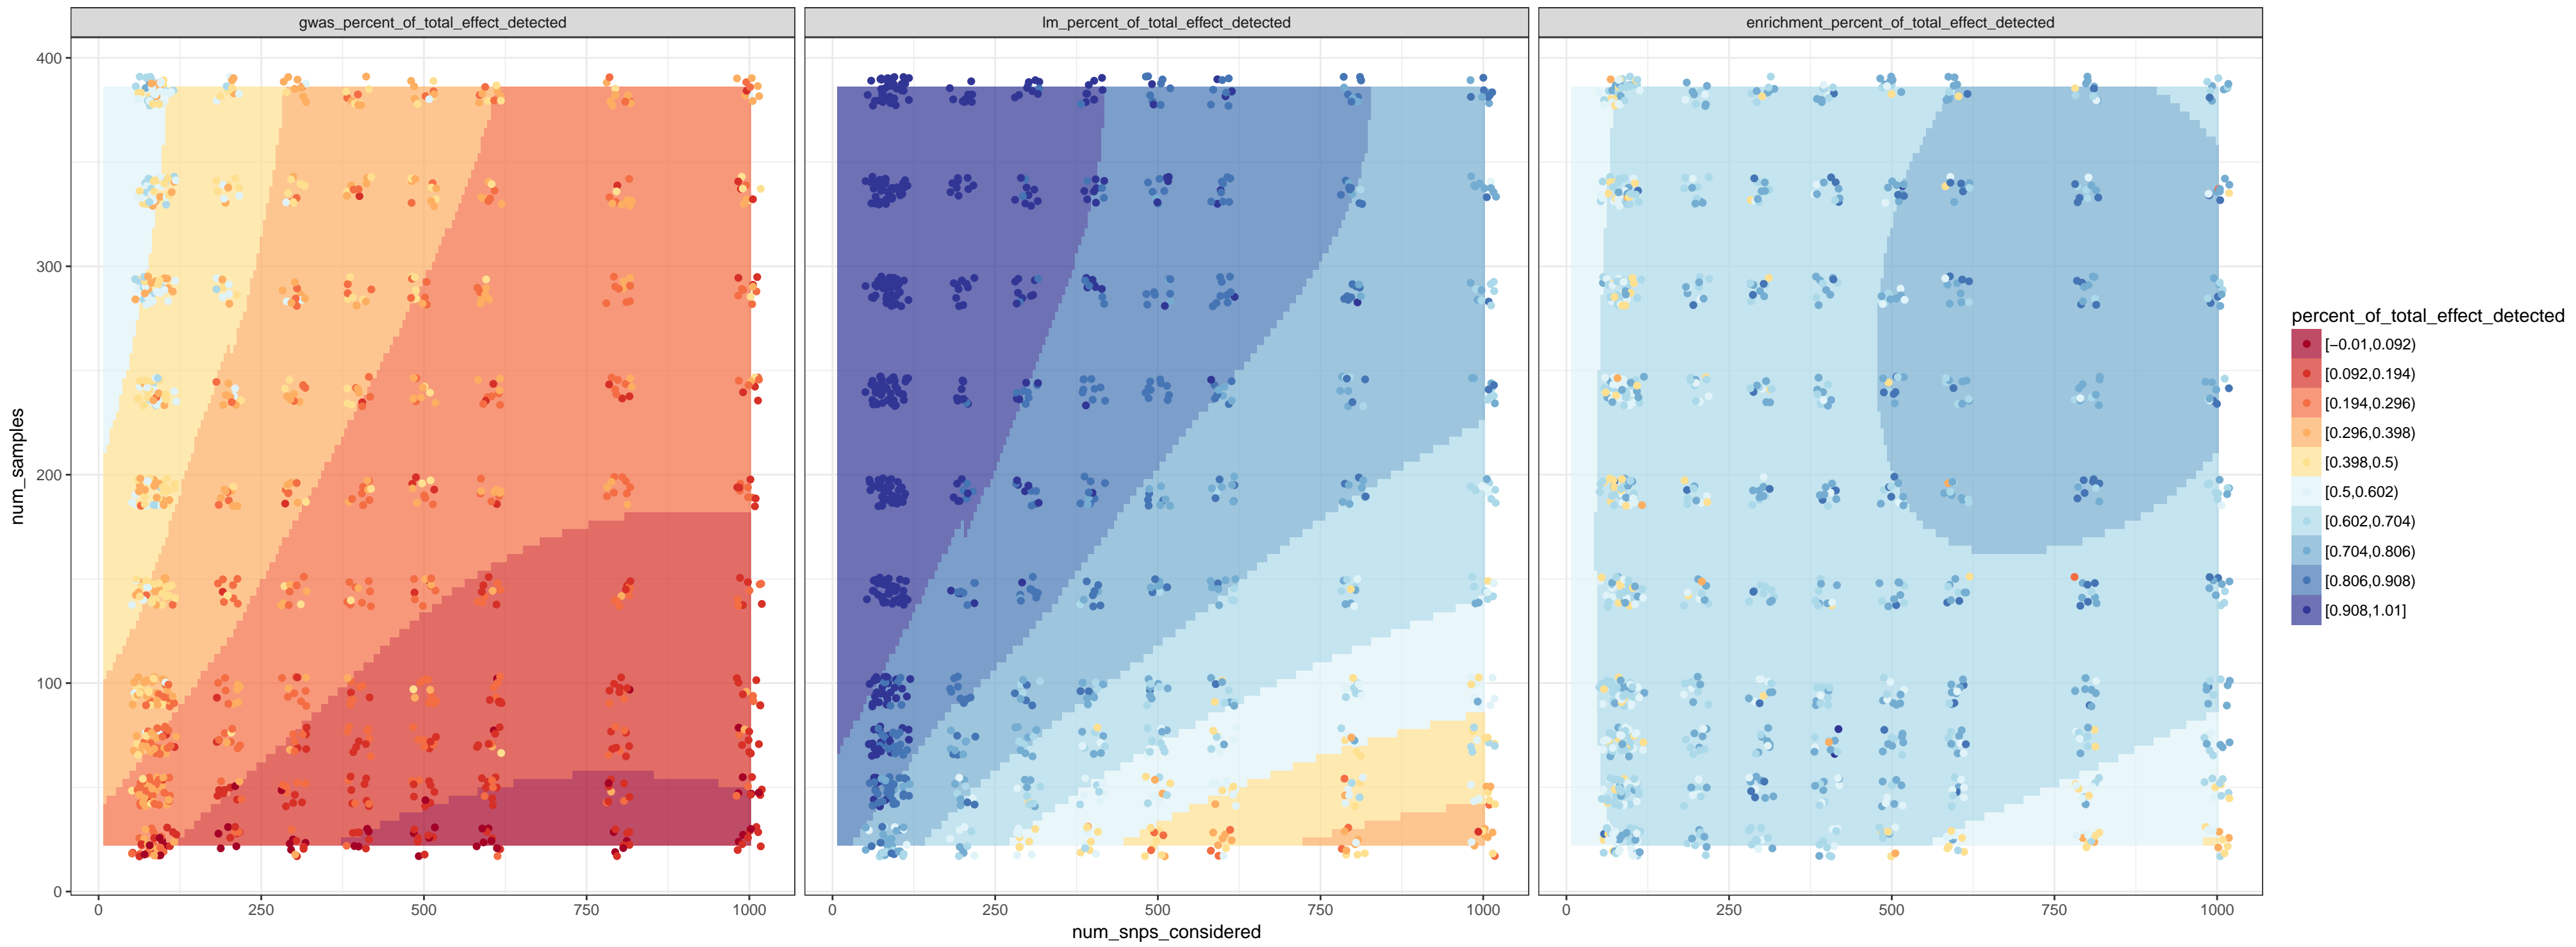 gwas_percent_of_total_effect_detected
lm_percent_of_total_effect_detected
enrichment_percent_of_total_effect_detected
400
300
200
100
0
num_samples
0 250 500 750 1000
0 250 500 750 1000
0 250 500 750 1000
num_snps_considered
percent_of_total_effect_detected
[−0.01,0.092)
[0.092,0.194)
[0.194,0.296)
[0.296,0.398)
[0.398,0.5)
[0.5,0.602)
[0.602,0.704)
[0.704,0.806)
[0.806,0.908)
[0.908,1.01]